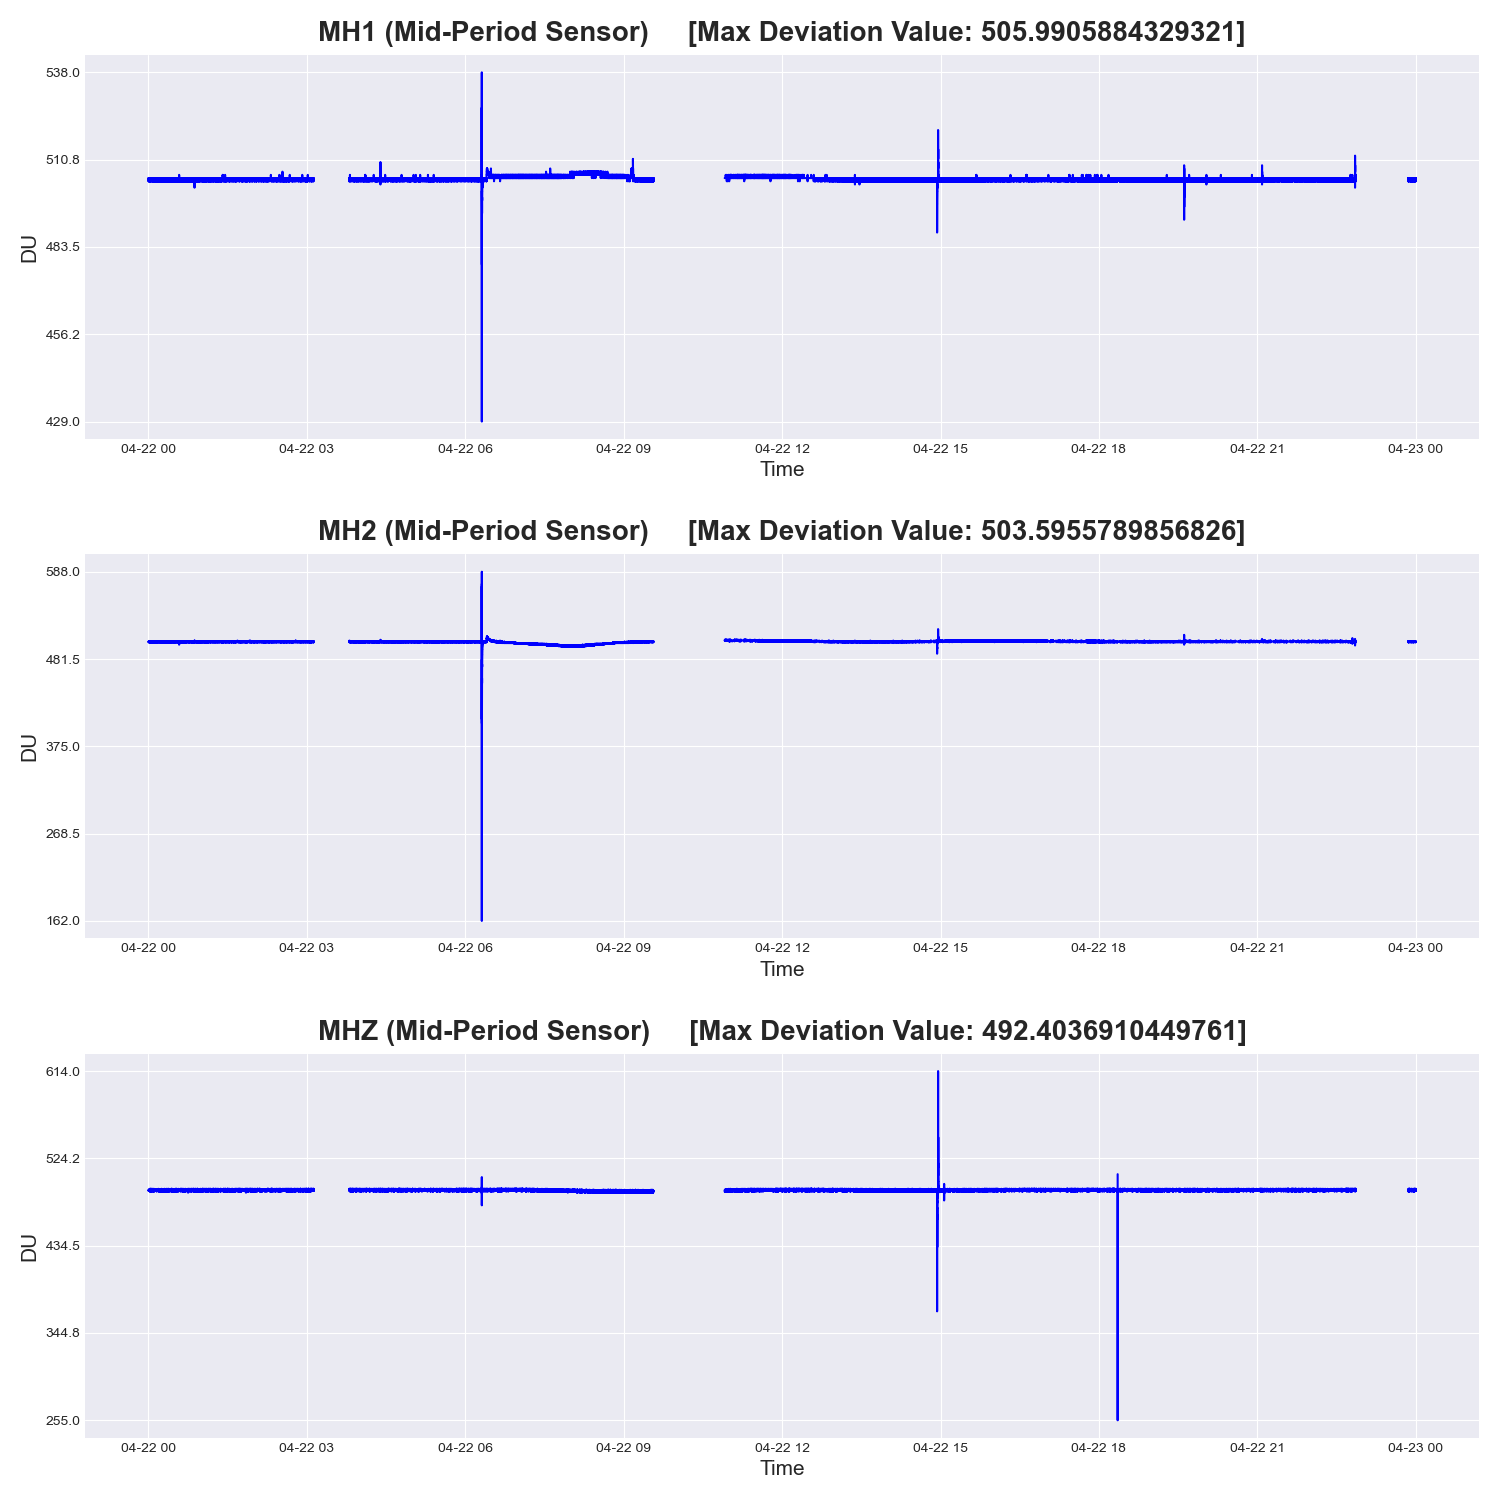 MH1 (Mid-Period Sensor) [Max Deviation Value: 505.9905884329321]
538.0
510.8
483.5
456.2
429.0
DU
04-22 00 04-22 03 04-22 06 04-22 09 04-22 12 04-22 15 04-22 18 04-22 21 04-23 00
Time
MH2 (Mid-Period Sensor) [Max Deviation Value: 503.5955789856826]
588.0
481.5
375.0
268.5
162.0
DU
04-22 00 04-22 03 04-22 06 04-22 09 04-22 12 04-22 15 04-22 18 04-22 21 04-23 00
Time
MHZ (Mid-Period Sensor) [Max Deviation Value: 492.4036910449761]
614.0
524.2
434.5
344.8
255.0
DU
04-22 00 04-22 03 04-22 06 04-22 09 04-22 12 04-22 15 04-22 18 04-22 21 04-23 00
Time